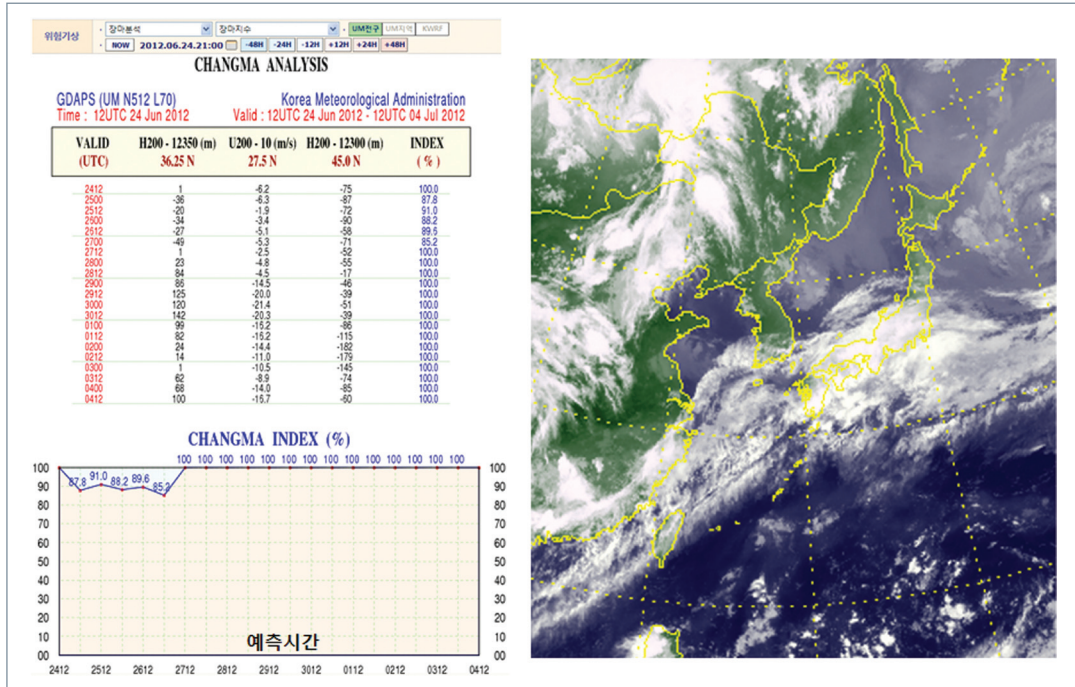 위험기상
장마분석 장마지수 UM전구 UM지역 KWRF
NOW 2012.06.24.21:00 -48H -24H -12H +12H +24H +48H
CHANGMA ANALYSIS
GDAPS (UM N512 L70) Korea Meteorological Administration
Time : 12UTC 24 Jun 2012 Valid : 12UTC 24 Jun 2012 - 12UTC 04 Jul 2012
VALID H200 - 12350 (m) U200 - 10 (m/s) H200 - 12300 (m) INDEX
(UTC) 36.25 N 27.5 N 45.0 N ( % )
2412 1 -6.2 -75 100.0
2500 -36 -6.3 -87 87.8
2512 -20 -1.9 -72 91.0
2500 -34 -3.4 -90 88.2
2612 -27 -5.1 -58 89.6
2700 -49 -5.3 -71 85.2
2712 1 -2.5 -52 100.0
2800 23 -4.8 -55 100.0
2812 84 -4.5 -17 100.0
2900 86 -14.5 -46 100.0
2912 125 -20.0 -39 100.0
3000 120 -21.4 -51 100.0
3012 142 -20.3 -39 100.0
0100 99 -15.2 -86 100.0
0112 82 -15.2 -115 100.0
0200 24 -14.4 -182 100.0
0212 14 -11.0 -179 100.0
0300 1 -10.5 -145 100.0
0312 62 -8.9 -74 100.0
0400 68 -14.0 -85 100.0
0412 100 -15.7 -60 100.0
CHANGMA INDEX (%)
100 100 100 100 100 100 100 100 100 100 100 100 100 100
100 100
90 87.8 91.0 88.2 89.6 85.2 90
80 80
70 70
60 60
50 50
40 40
30 30
20 20
10 10
00 예측시간 00
2412 2512 2612 2712 2812 2912 3012 0112 0212 0312 0412